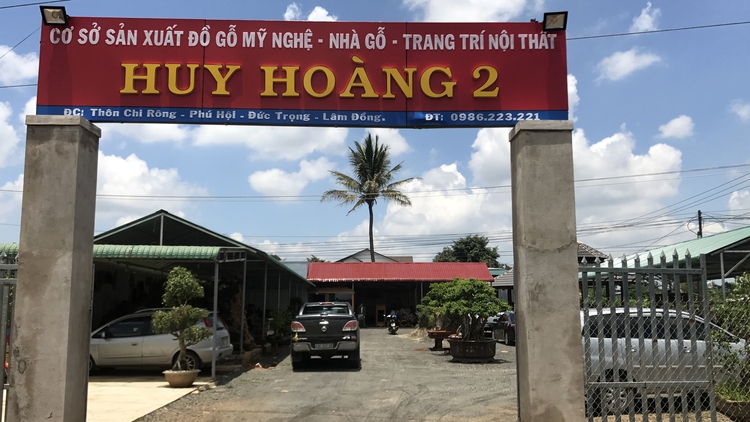 CƠ SỞ SẢN XUẤT ĐỒ GỖ MỸ NGHỆ - NHÀ GỖ - TRANG TRÍ NỘI THẤT
HUY HOÀNG 2
ĐC: Thôn Chi Rông - Phú Hội - Đức Trọng - Lâm Đồng. ĐT: 0986.223.221